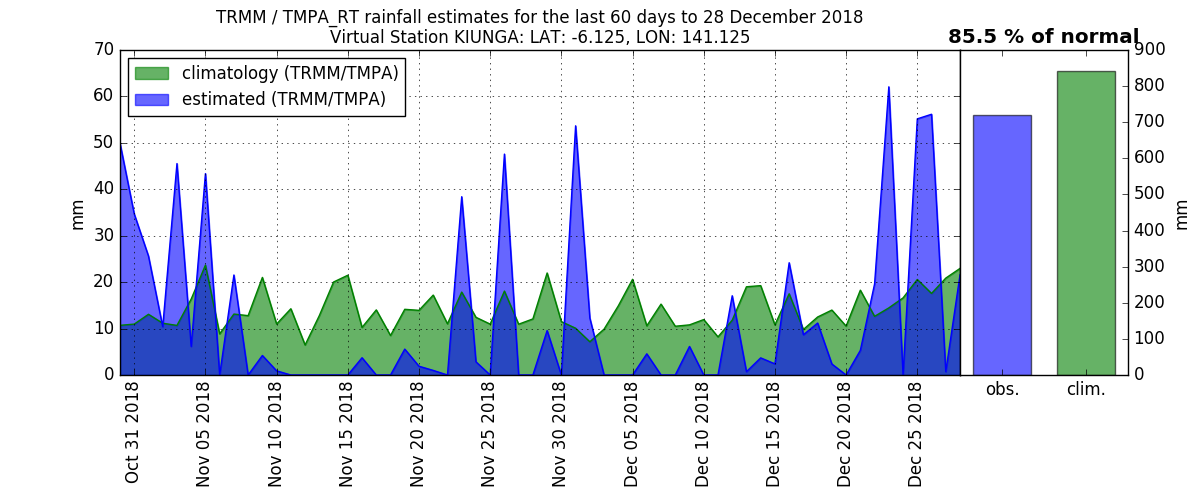 TRMM / TMPA_RT rainfall estimates for the last 60 days to 28 December 2018
Virtual Station KIUNGA: LAT: -6.125, LON: 141.125
85.5 % of normal
climatology (TRMM/TMPA)
estimated (TRMM/TMPA)
70
60
50
40
30
20
10
0
mm
900
800
700
600
500
400
300
200
100
0
mm
Oct 31 2018
Nov 05 2018
Nov 10 2018
Nov 15 2018
Nov 20 2018
Nov 25 2018
Nov 30 2018
Dec 05 2018
Dec 10 2018
Dec 15 2018
Dec 20 2018
Dec 25 2018
obs.
clim.